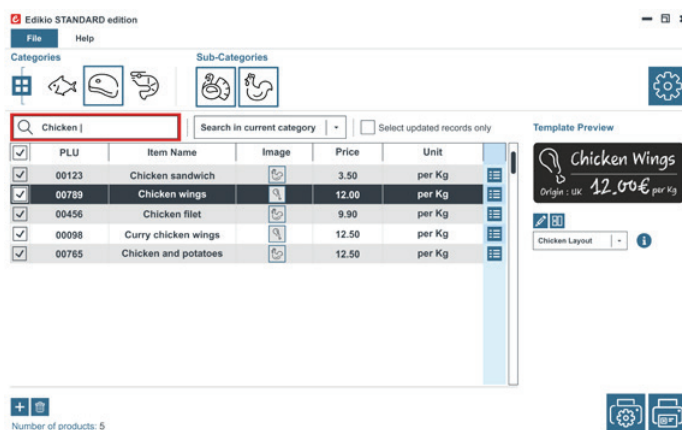 Edikio STANDARD edition
File Help
Categories Sub-Categories
Chicken | Search in current category Select updated records only
Template Preview
PLU Item Name Image Price Unit
00123 Chicken sandwich 3.50 per Kg
00789 Chicken wings 12.00 per Kg
00456 Chicken filet 9.90 per Kg
00098 Curry chicken wings 12.50 per Kg
00765 Chicken and potatoes 12.50 per Kg
Chicken Wings
Origin : UK 12.00€ per Kg
Chicken Layout
Number of products: 5